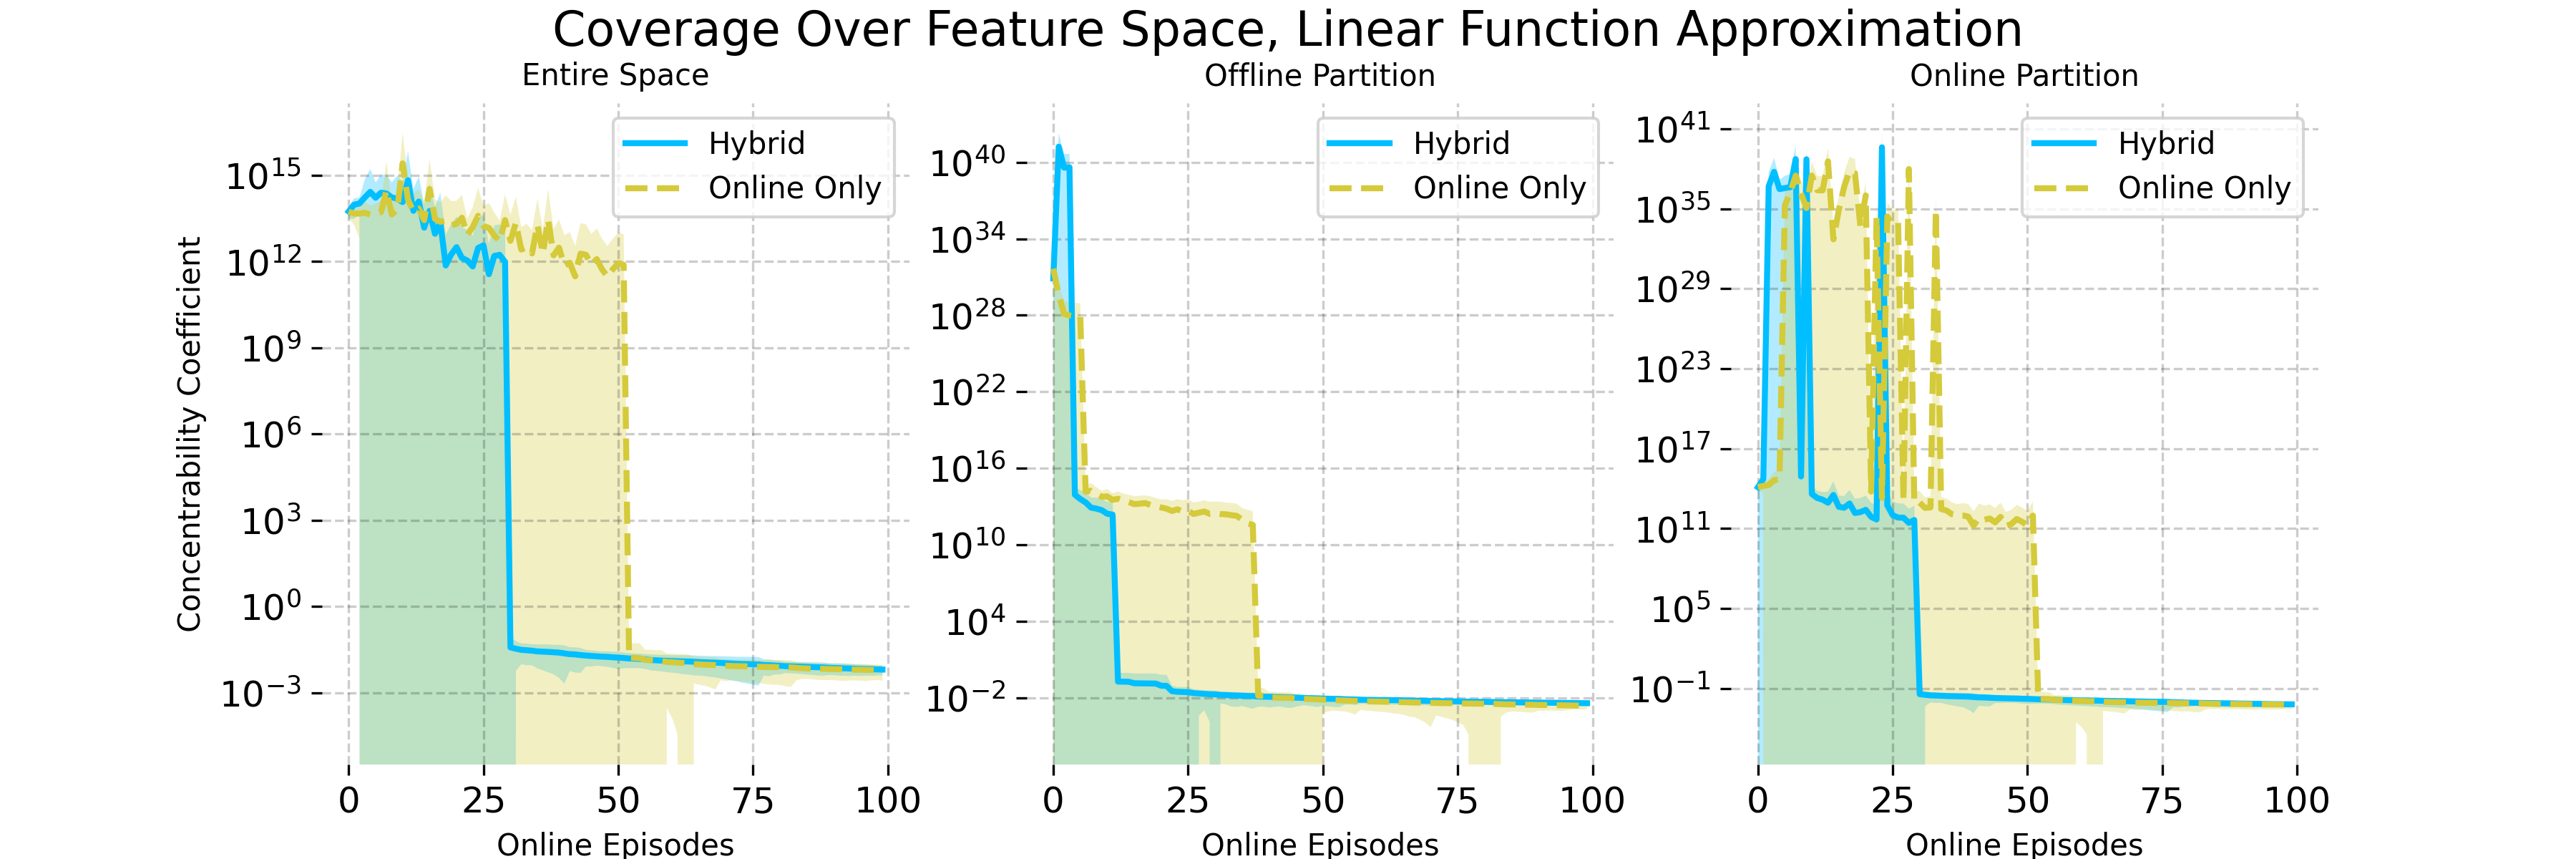 Coverage Over Feature Space, Linear Function Approximation
Entire Space
Concentrability Coefficient
10^15
10^12
10^9
10^6
10^3
10^0
10^−3
Hybrid
Online Only
0 25 50 75 100
Online Episodes
Offline Partition
10^40
10^34
10^28
10^22
10^16
10^10
10^4
10^−2
Hybrid
Online Only
0 25 50 75 100
Online Episodes
Online Partition
10^41
10^35
10^29
10^23
10^17
10^11
10^5
10^−1
Hybrid
Online Only
0 25 50 75 100
Online Episodes